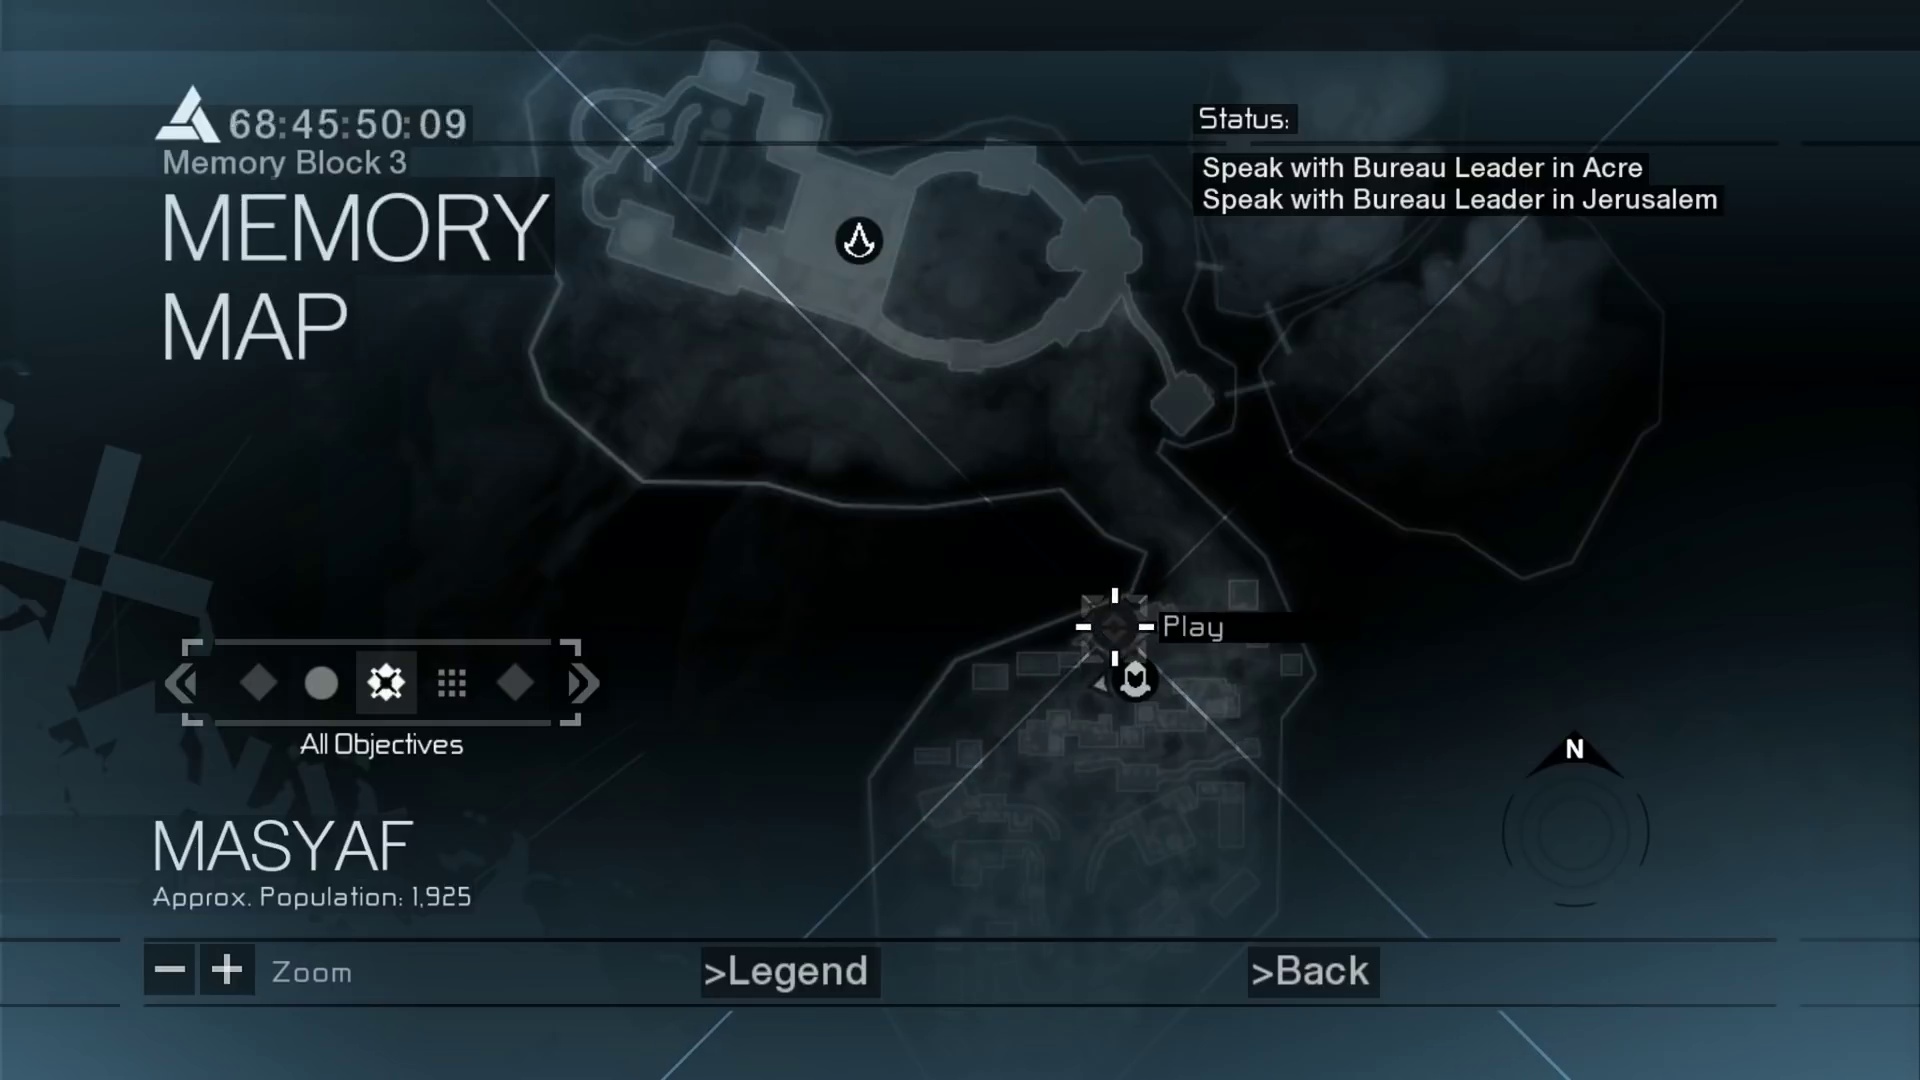 68:45:50:09
Memory Block 3
MEMORY
MAP
Status:
Speak with Bureau Leader in Acre
Speak with Bureau Leader in Jerusalem
Play
All Objectives
N
MASYAF
Approx. Population: 1,925
− + Zoom
>Legend
>Back